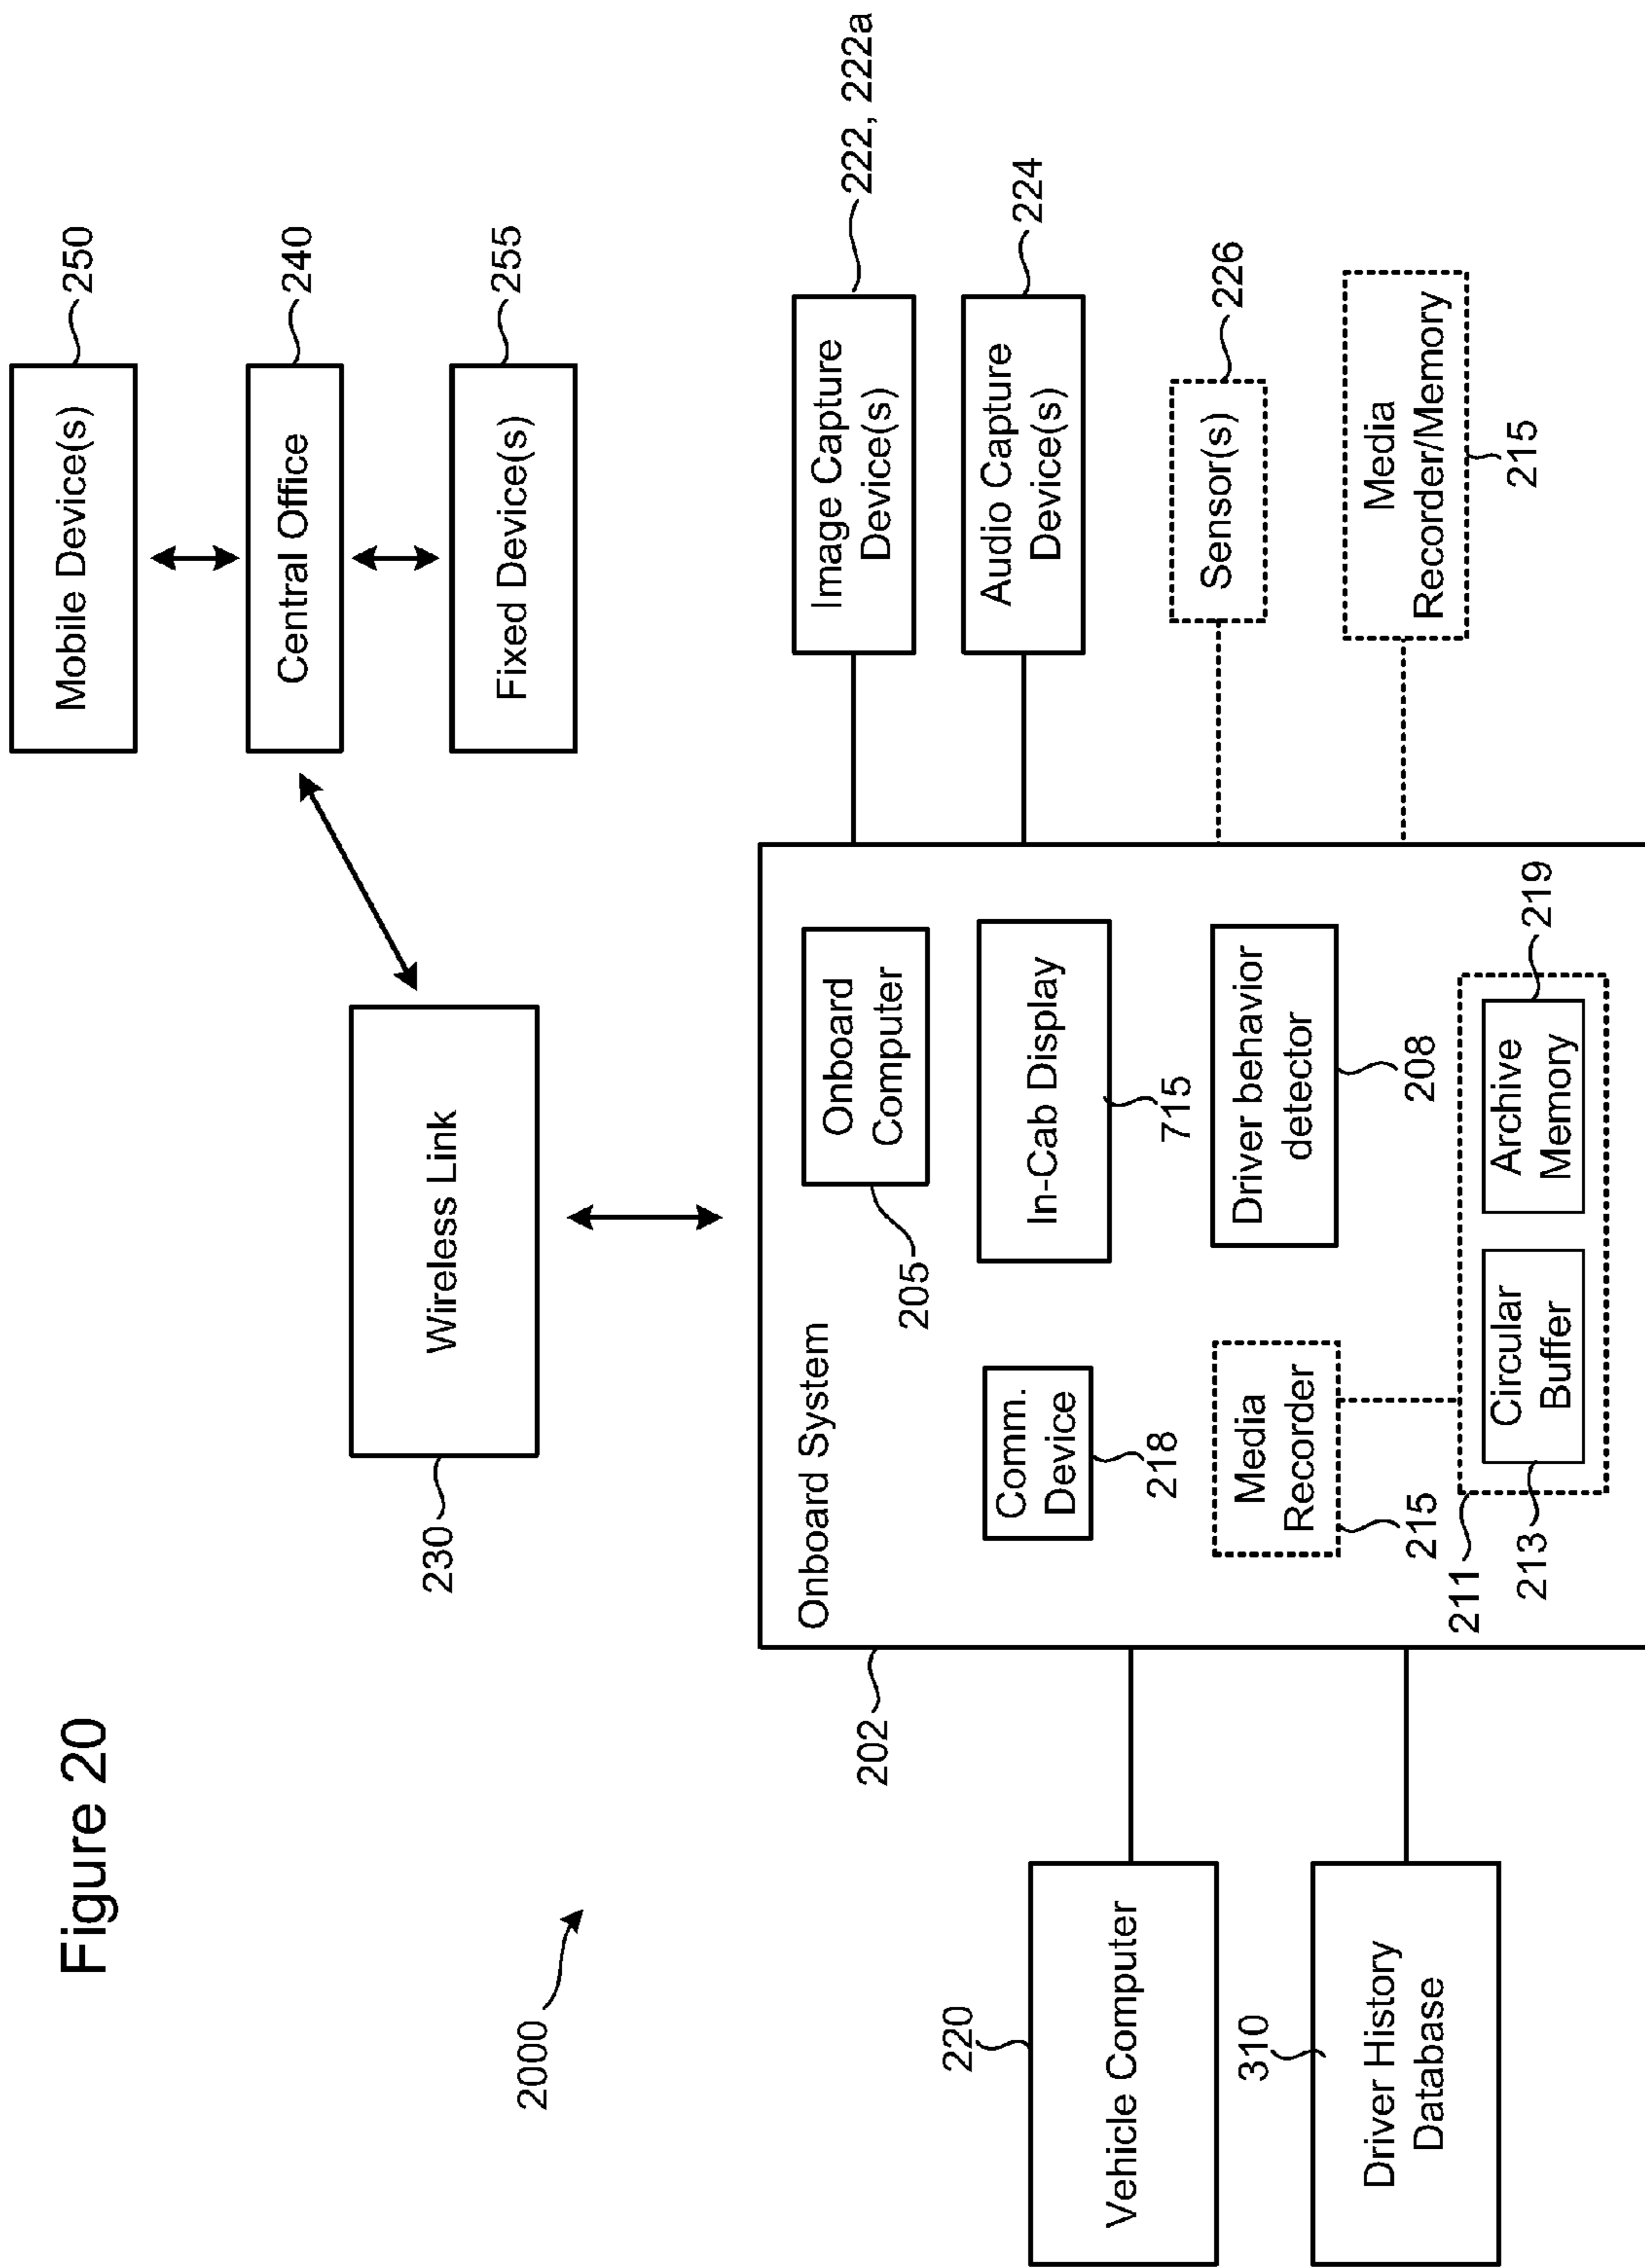 Figure 20
2000
Mobile Device(s)
250
Central Office
240
Fixed Device(s)
255
Wireless Link
230
Onboard System
202
Onboard
Computer
205
Comm.
Device
218
In-Cab Display
715
Media
Recorder
215
Driver behavior
detector
208
211
Circular
Buffer
213
Archive
Memory
219
Vehicle Computer
220
Driver History
Database
310
Image Capture
Device(s)
222, 222a
Audio Capture
Device(s)
224
Sensor(s)
226
Media
Recorder/Memory
215